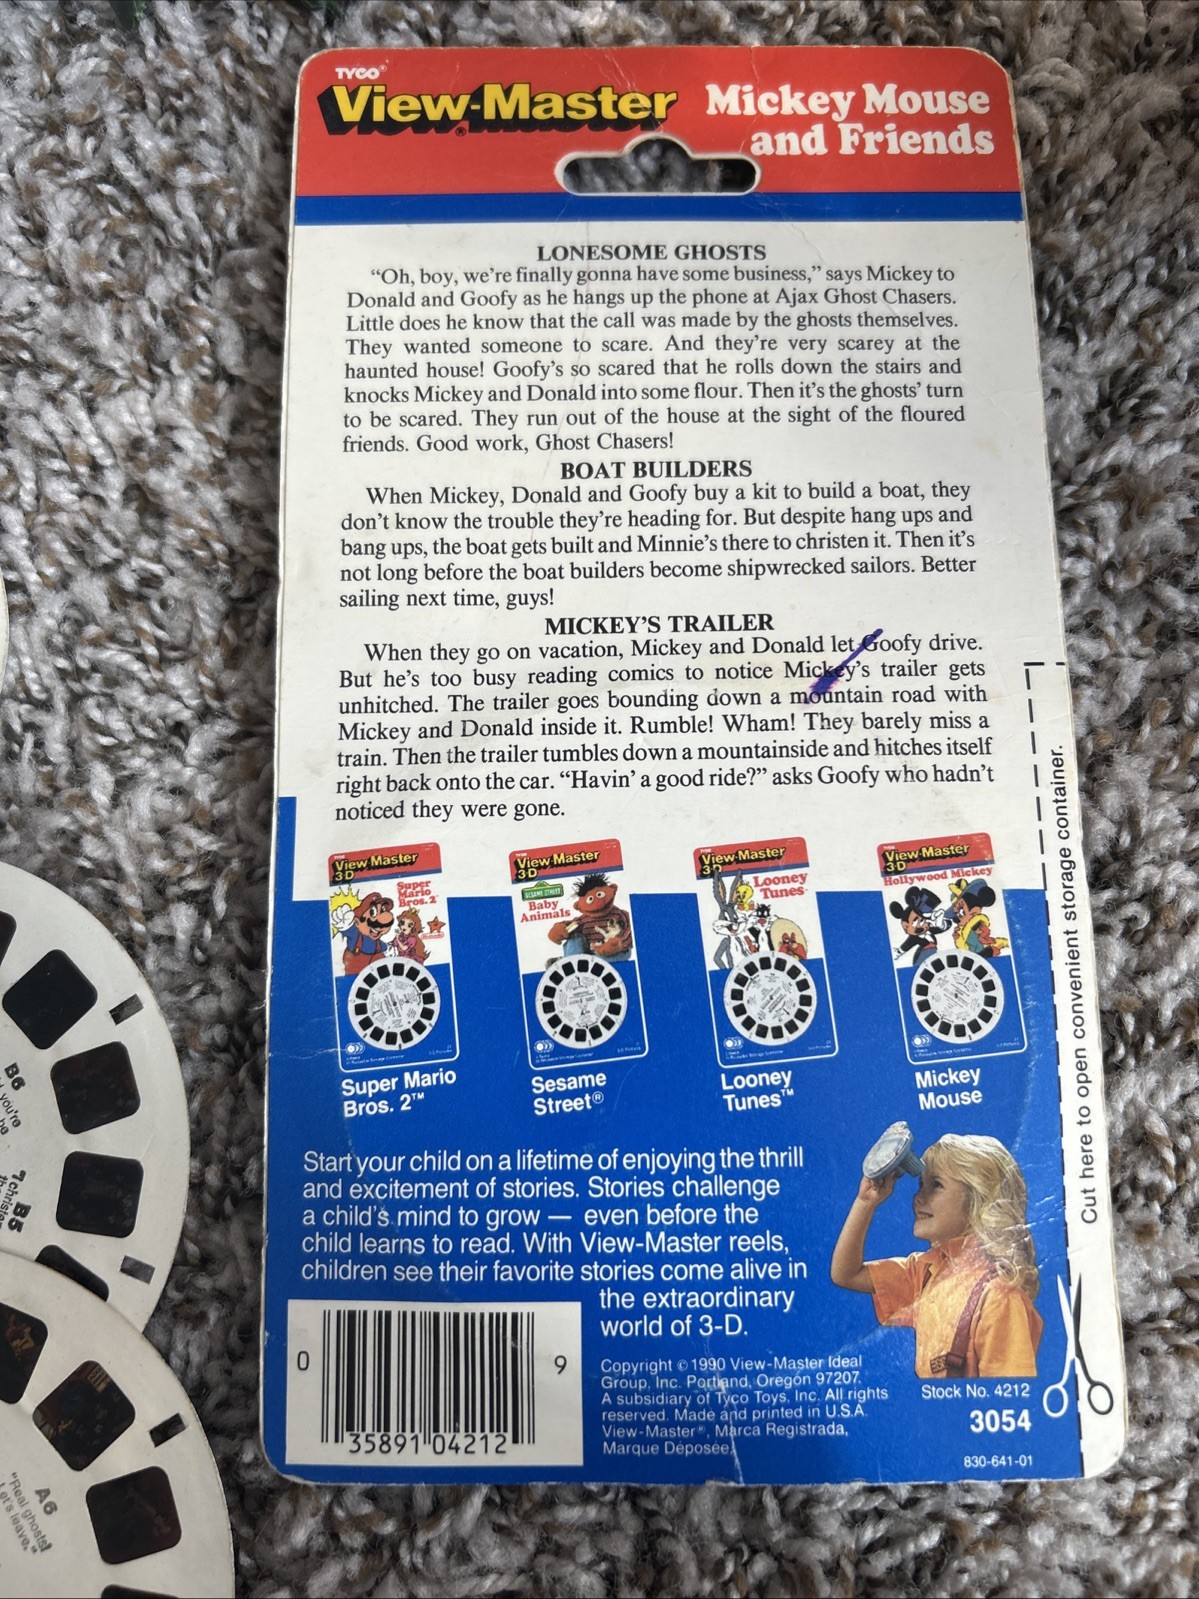 TYCO®
View-Master®
Mickey Mouse
and Friends
LONESOME GHOSTS
“Oh, boy, we're finally gonna have some business,” says Mickey to
Donald and Goofy as he hangs up the phone at Ajax Ghost Chasers.
Little does he know that the call was made by the ghosts themselves.
They wanted someone to scare. And they're very scarey at the
haunted house! Goofy's so scared that he rolls down the stairs and
knocks Mickey and Donald into some flour. Then it's the ghosts' turn
to be scared. They run out of the house at the sight of the floured
friends. Good work, Ghost Chasers!
BOAT BUILDERS
When Mickey, Donald and Goofy buy a kit to build a boat, they
don't know the trouble they're heading for. But despite hang ups and
bang ups, the boat gets built and Minnie's there to christen it. Then it's
not long before the boat builders become shipwrecked sailors. Better
sailing next time, guys!
MICKEY'S TRAILER
When they go on vacation, Mickey and Donald let Goofy drive.
But he's too busy reading comics to notice Mickey's trailer gets
unhitched. The trailer goes bounding down a mountain road with
Mickey and Donald inside it. Rumble! Wham! They barely miss a
train. Then the trailer tumbles down a mountainside and hitches itself
right back onto the car. “Havin' a good ride?” asks Goofy who hadn't
noticed they were gone.
View-Master
3-D
Super
Mario
Bros. 2
View-Master
3-D
SESAME STREET
Baby
Animals
View-Master
3-D
Looney
Tunes
View-Master
3-D
Hollywood Mickey
Super Mario
Bros. 2™
Sesame
Street®
Looney
Tunes™
Mickey
Mouse
Start your child on a lifetime of enjoying the thrill
and excitement of stories. Stories challenge
a child's mind to grow — even before the
child learns to read. With View-Master reels,
children see their favorite stories come alive in
the extraordinary
world of 3-D.
0 35891 04212 9
Copyright © 1990 View-Master Ideal
Group, Inc. Portland, Oregon 97207.
A subsidiary of Tyco Toys, Inc. All rights
reserved. Made and printed in U.S.A.
View-Master®, Marca Registrada,
Marque Déposée.
Stock No. 4212
3054
830-641-01
Cut here to open convenient storage container.
B6
you're
be
B5
A6
"Real ghosts!
Let's leave."